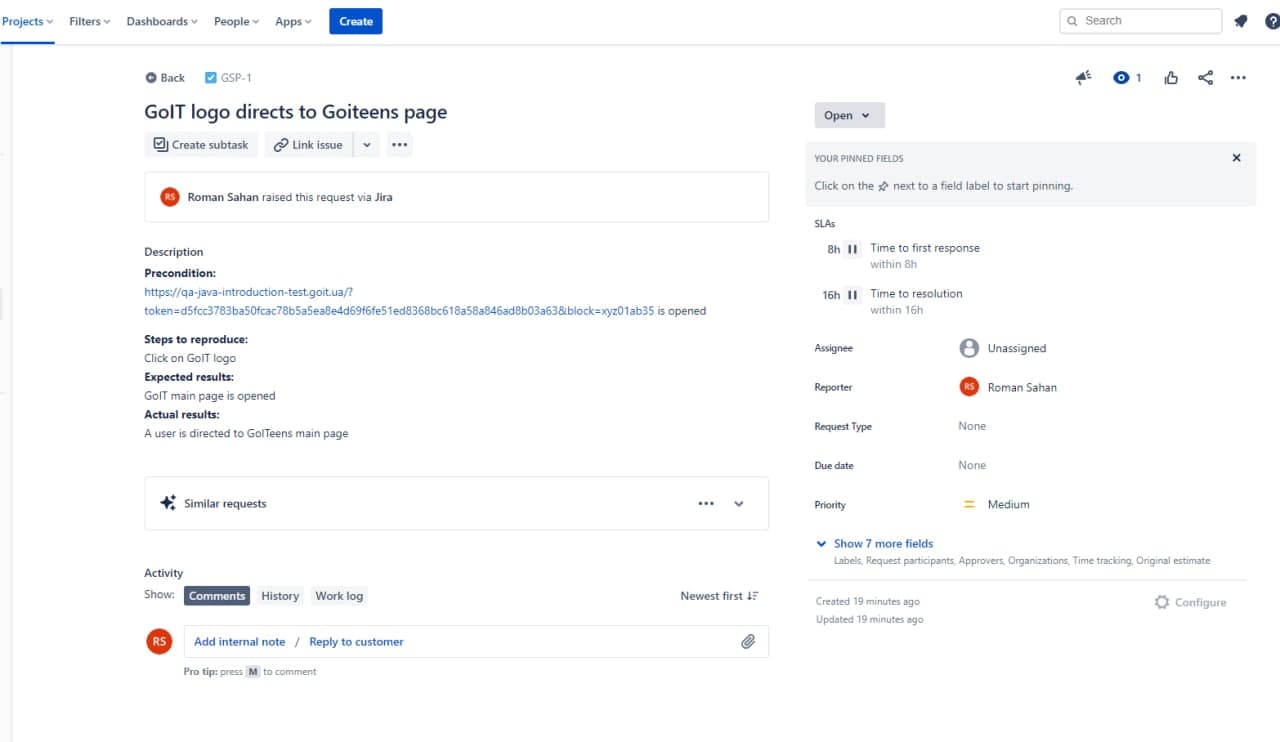 Projects Filters Dashboards People Apps Create Search
Back GSP-1 1
GoIT logo directs to Goiteens page
Create subtask Link issue
RS Roman Sahan raised this request via Jira
Description
Precondition:
https://qa-java-introduction-test.goit.ua/?
token=d5fcc3783ba50fcac78b5a5ea8e4d69f6fe51ed8368bc618a58a846ad8b03a63&block=xyz01ab35 is opened
Steps to reproduce:
Click on GoIT logo
Expected results:
GoIT main page is opened
Actual results:
A user is directed to GoITeens main page
Similar requests
Activity
Show: Comments History Work log Newest first
RS Add internal note / Reply to customer
Pro tip: press M to comment
Open
YOUR PINNED FIELDS
Click on the next to a field label to start pinning.
SLAs
8h Time to first response
within 8h
16h Time to resolution
within 16h
Assignee Unassigned
Reporter RS Roman Sahan
Request Type None
Due date None
Priority Medium
Show 7 more fields
Labels, Request participants, Approvers, Organizations, Time tracking, Original estimate
Created 19 minutes ago Configure
Updated 19 minutes ago